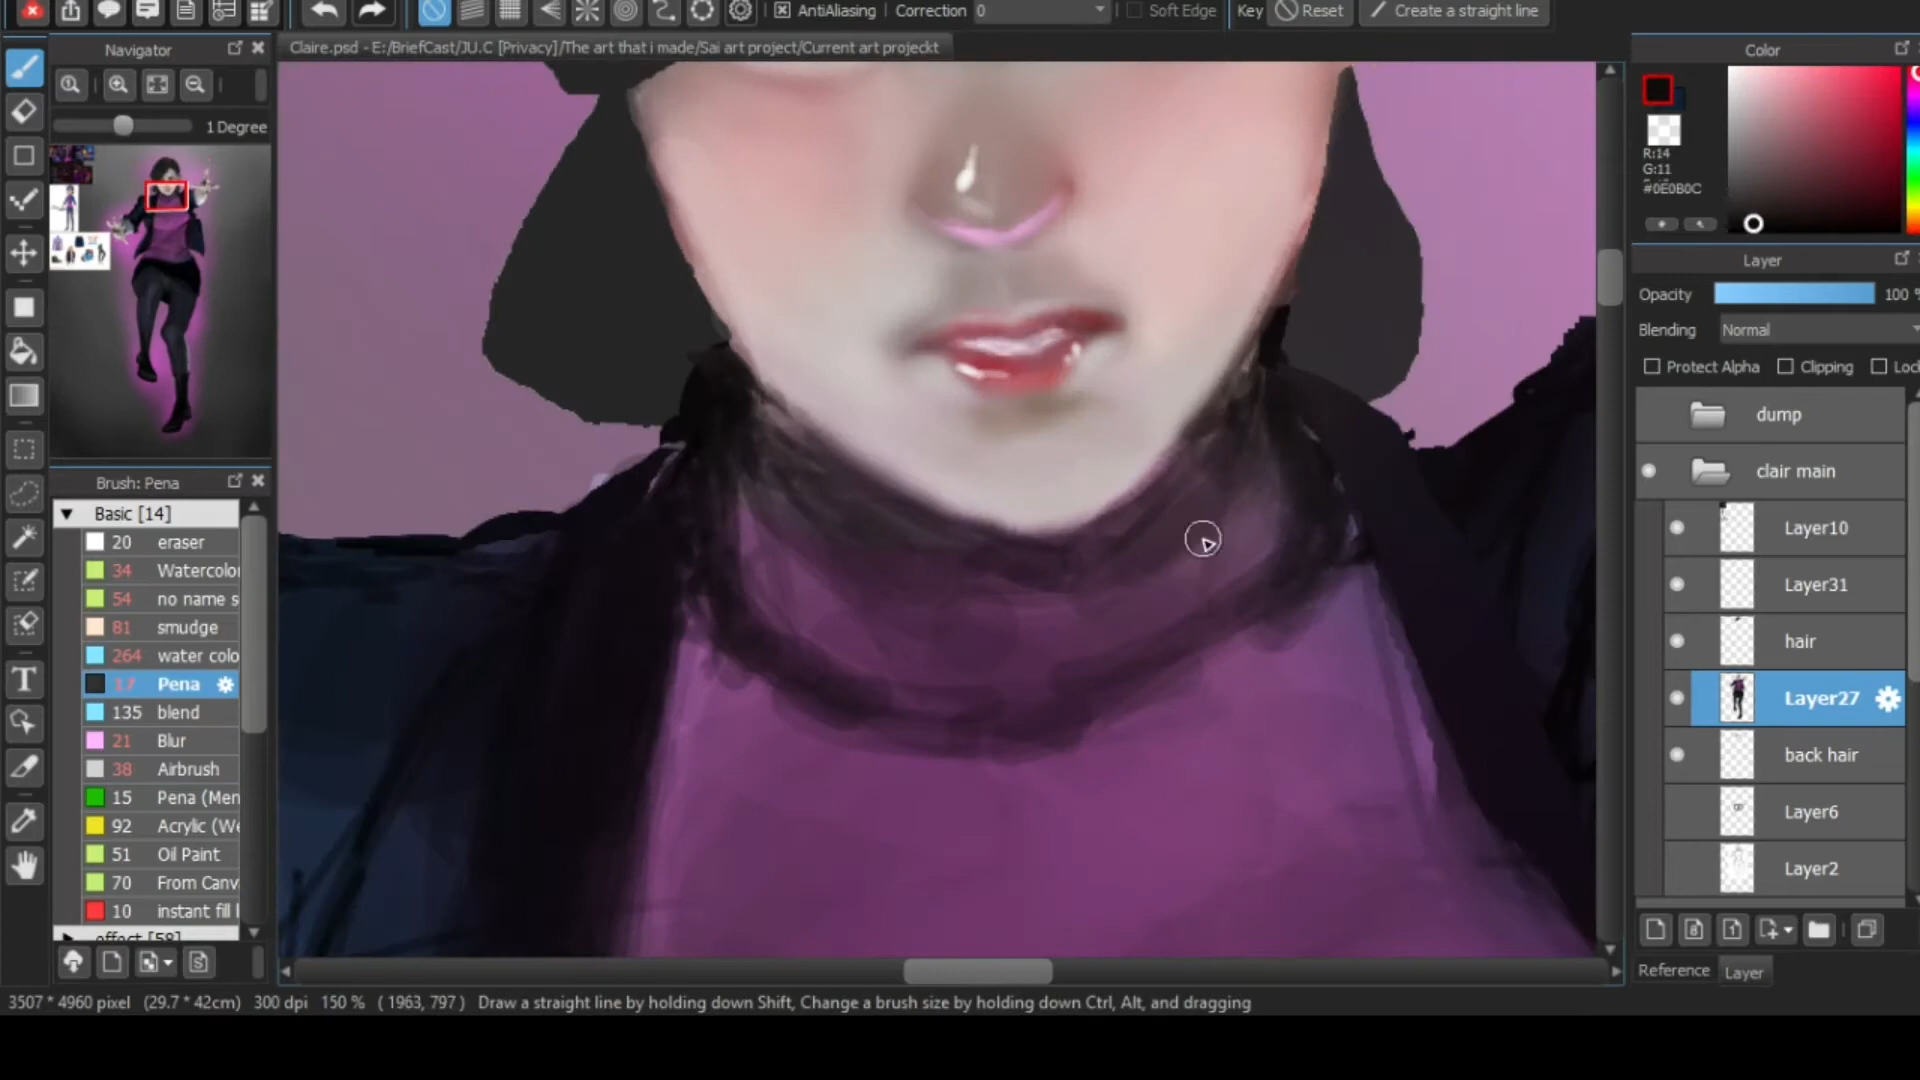 AntiAliasing Correction 0 Soft Edge Key Reset Create a straight line
Navigator
Claire.psd - E:/BriefCast/JU.C [Privacy]/The art that i made/Sai art project/Current art projeckt
Color
1 Degree
R:14
G:11
#0E0B0C
Layer
Opacity 100 %
Blending Normal
Protect Alpha Clipping Lock
dump
clair main
Layer10
Layer31
hair
Layer27
back hair
Layer6
Layer2
Reference Layer
Brush: Pena
Basic [14]
20 eraser
34 Watercolo
54 no name s
81 smudge
264 water colo
17 Pena
135 blend
21 Blur
38 Airbrush
15 Pena (Men
92 Acrylic (We
51 Oil Paint
70 From Canv
10 instant fill l
effect [58]
3507 * 4960 pixel (29.7 * 42cm) 300 dpi 150 % ( 1963, 797 ) Draw a straight line by holding down Shift, Change a brush size by holding down Ctrl, Alt, and dragging